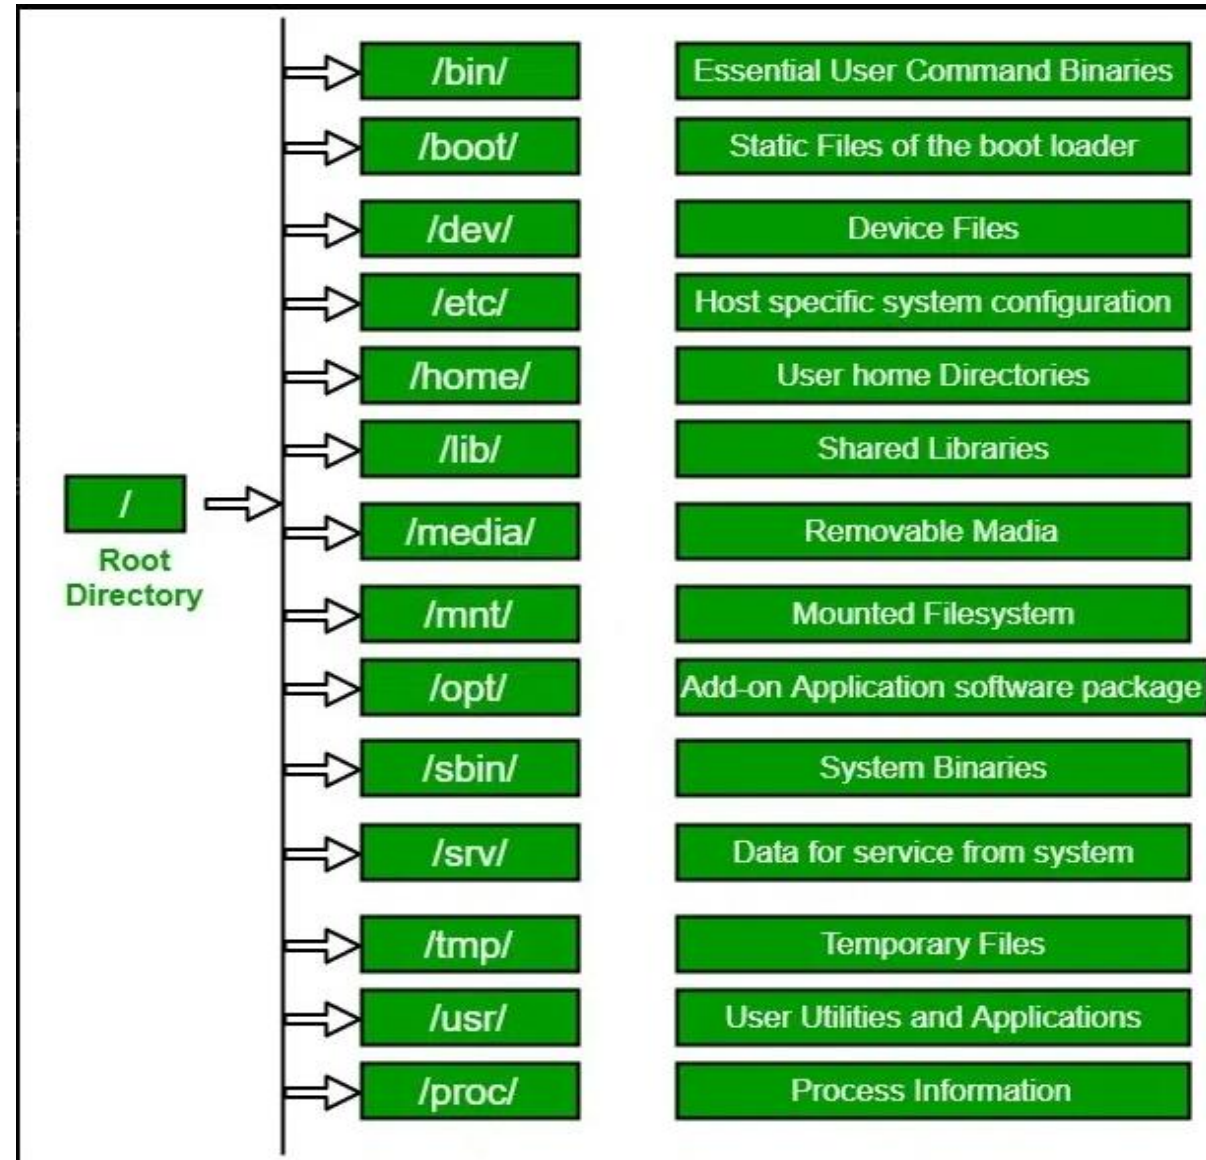 /bin/ Essential User Command Binaries
/boot/ Static Files of the boot loader
/dev/ Device Files
/etc/ Host specific system configuration
/home/ User home Directories
/lib/ Shared Libraries
/
Root
Directory
/media/ Removable Madia
/mnt/ Mounted Filesystem
/opt/ Add-on Application software package
/sbin/ System Binaries
/srv/ Data for service from system
/tmp/ Temporary Files
/usr/ User Utilities and Applications
/proc/ Process Information